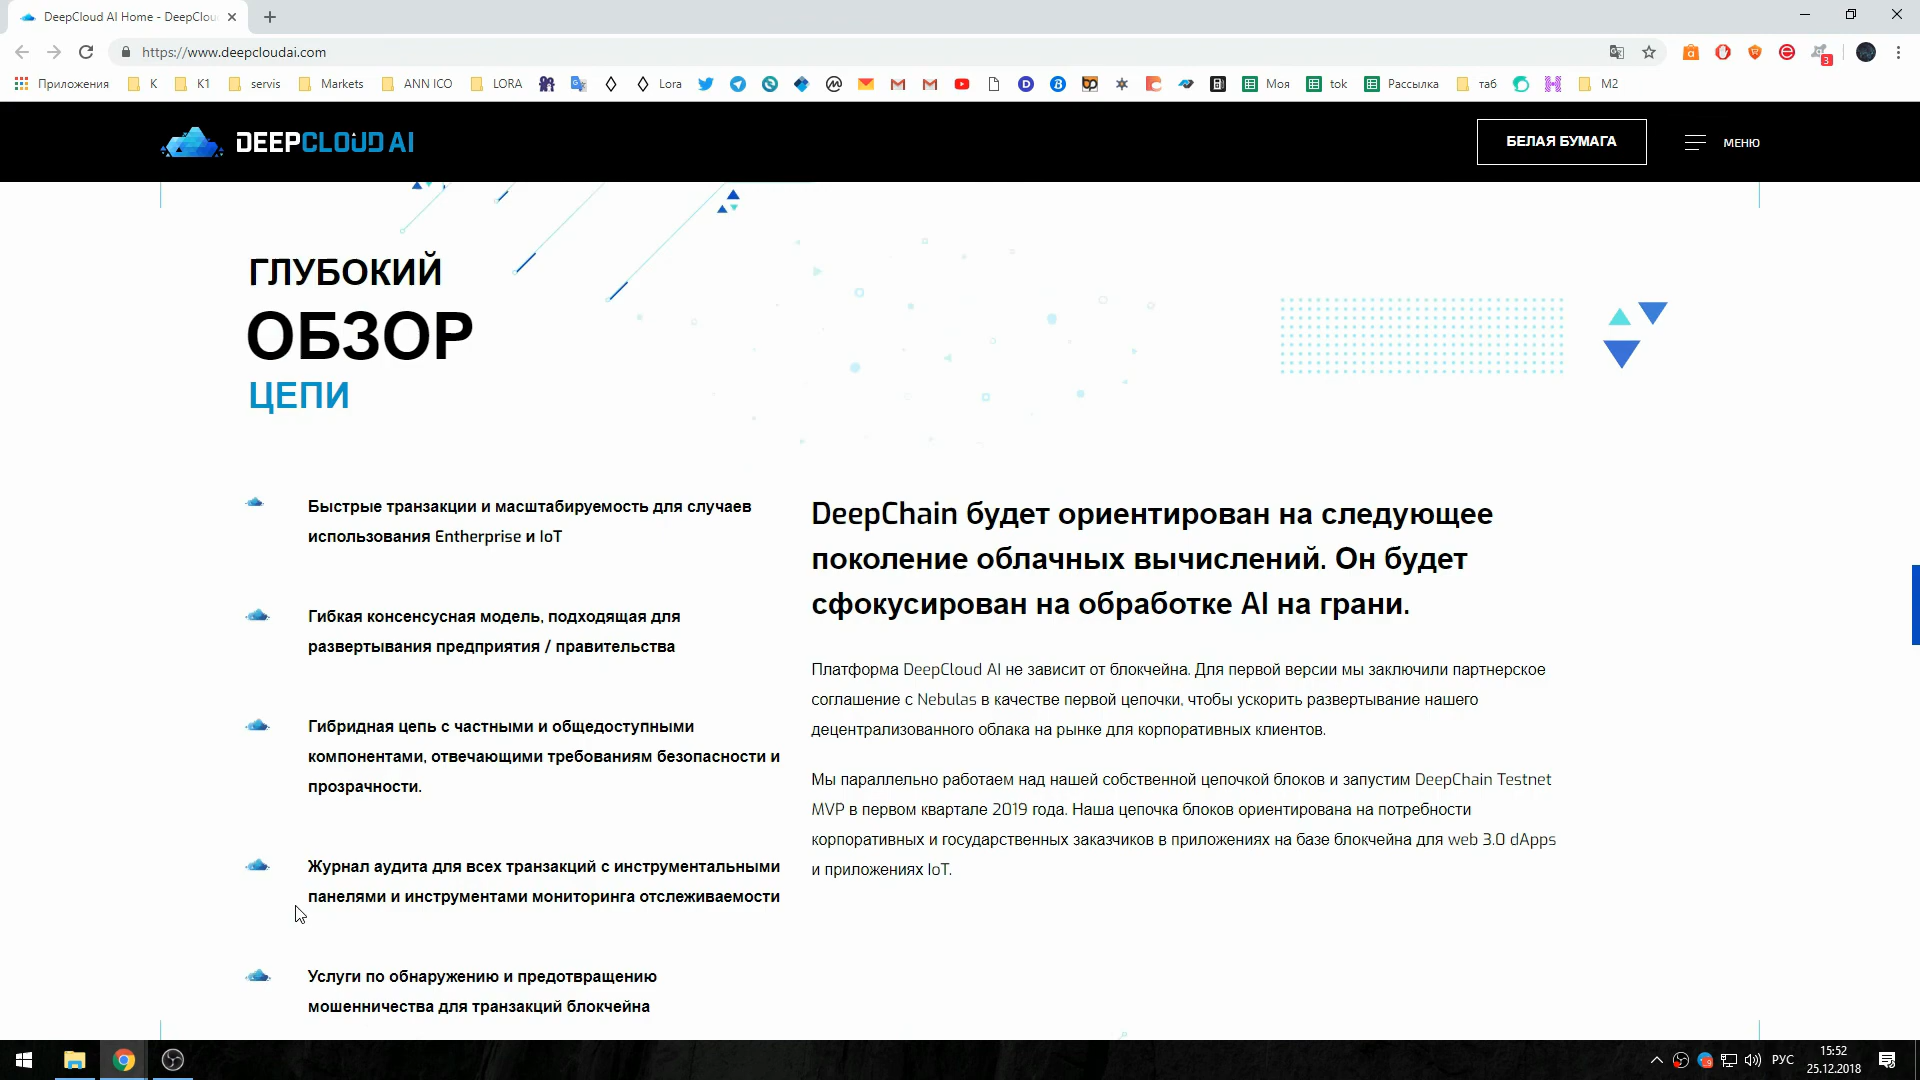 DeepCloud AI Home - DeepClou
https://www.deepcloudai.com
3
Приложения K K1 servis Markets ANN ICO LORA Lora Моя tok Рассылка таб M2
DEEPCLOUD AI
БЕЛАЯ БУМАГА
МЕНЮ
ГЛУБОКИЙ
ОБЗОР
ЦЕПИ
Быстрые транзакции и масштабируемость для случаев
использования Entherprise и IoT
Гибкая консенсусная модель, подходящая для
развертывания предприятия / правительства
Гибридная цепь с частными и общедоступными
компонентами, отвечающими требованиям безопасности и
прозрачности.
Журнал аудита для всех транзакций с инструментальными
панелями и инструментами мониторинга отслеживаемости
Услуги по обнаружению и предотвращению
мошенничества для транзакций блокчейна
DeepChain будет ориентирован на следующее
поколение облачных вычислений. Он будет
сфокусирован на обработке AI на грани.
Платформа DeepCloud AI не зависит от блокчейна. Для первой версии мы заключили партнерское
соглашение с Nebulas в качестве первой цепочки, чтобы ускорить развертывание нашего
децентрализованного облака на рынке для корпоративных клиентов.
Мы параллельно работаем над нашей собственной цепочкой блоков и запустим DeepChain Testnet
MVP в первом квартале 2019 года. Наша цепочка блоков ориентирована на потребности
корпоративных и государственных заказчиков в приложениях на базе блокчейна для web 3.0 dApps
и приложениях IoT.
РУС
15:52
25.12.2018